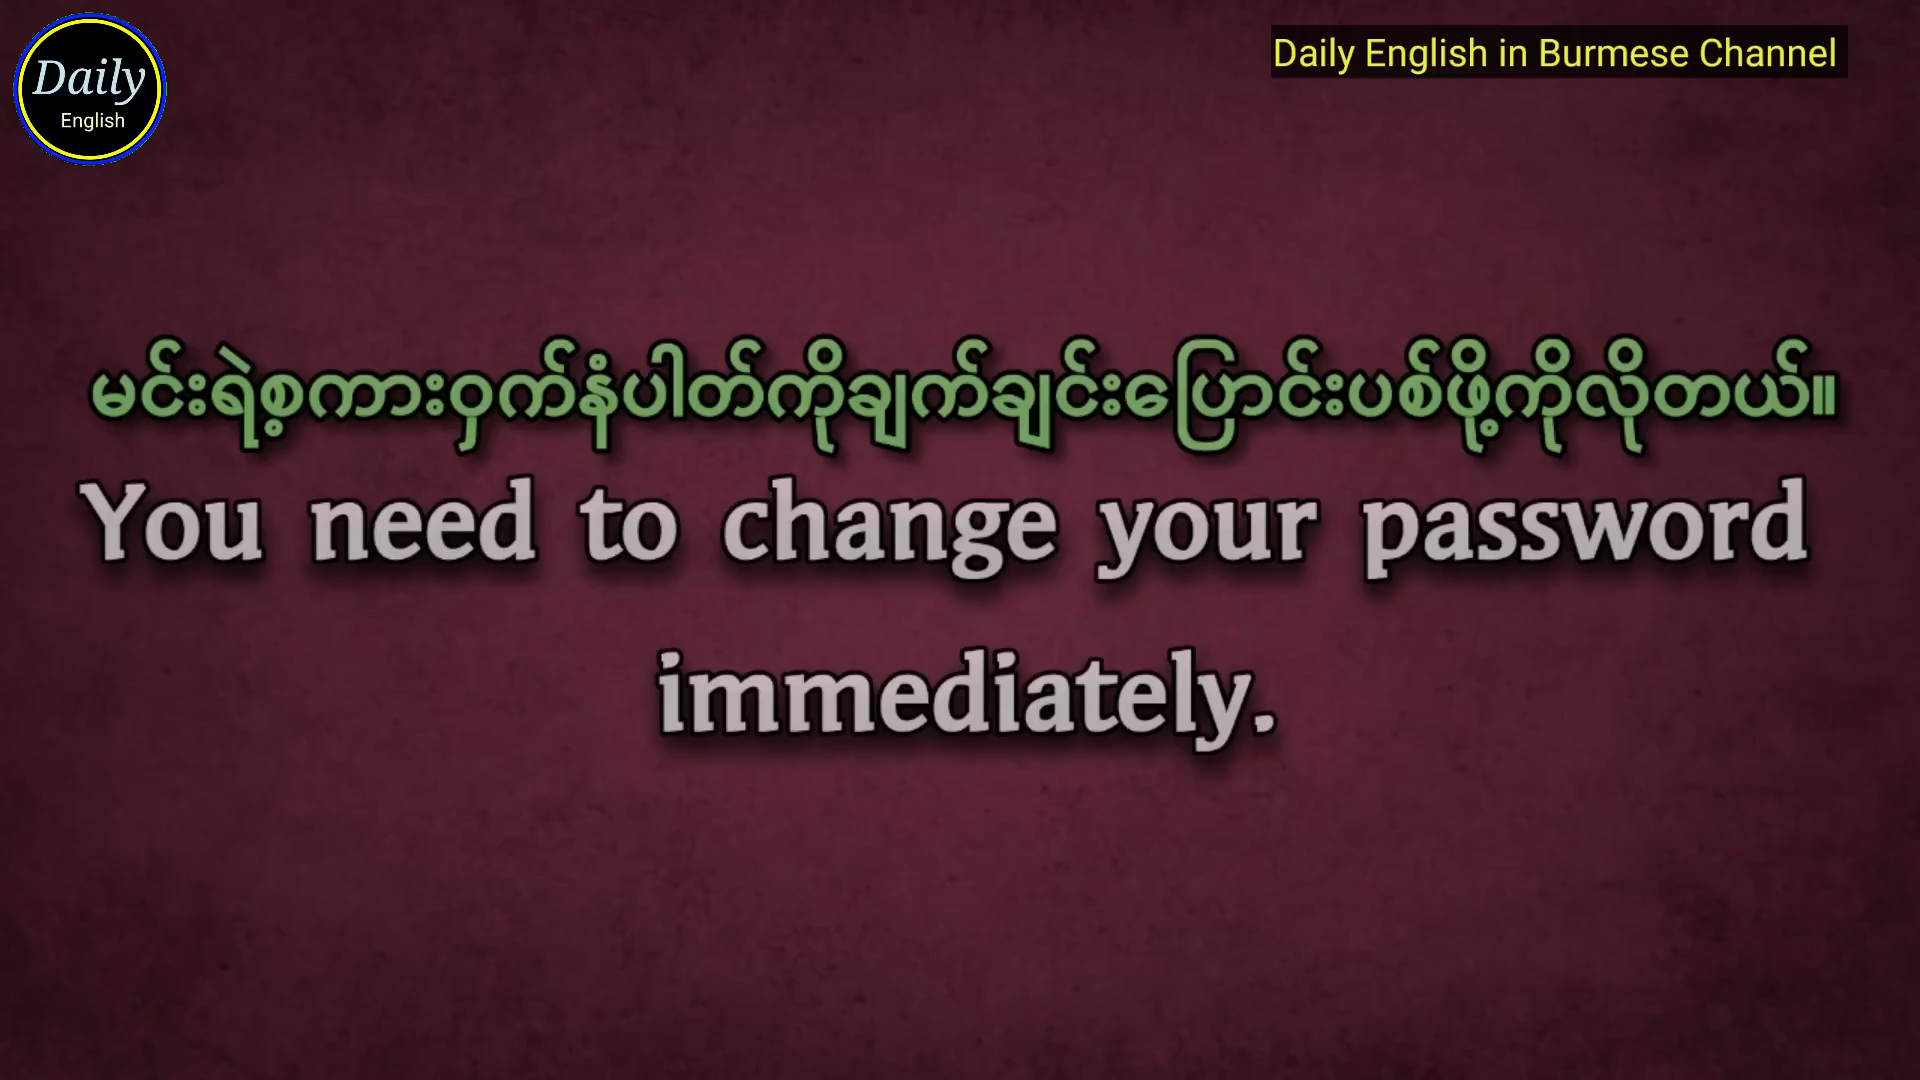 Daily
English
Daily English in Burmese Channel
မင်းရဲ့စကားဝှက်နံပါတ်ကိုချက်ချင်းပြောင်းပစ်ဖို့ကိုလိုတယ်။
You need to change your password
immediately.